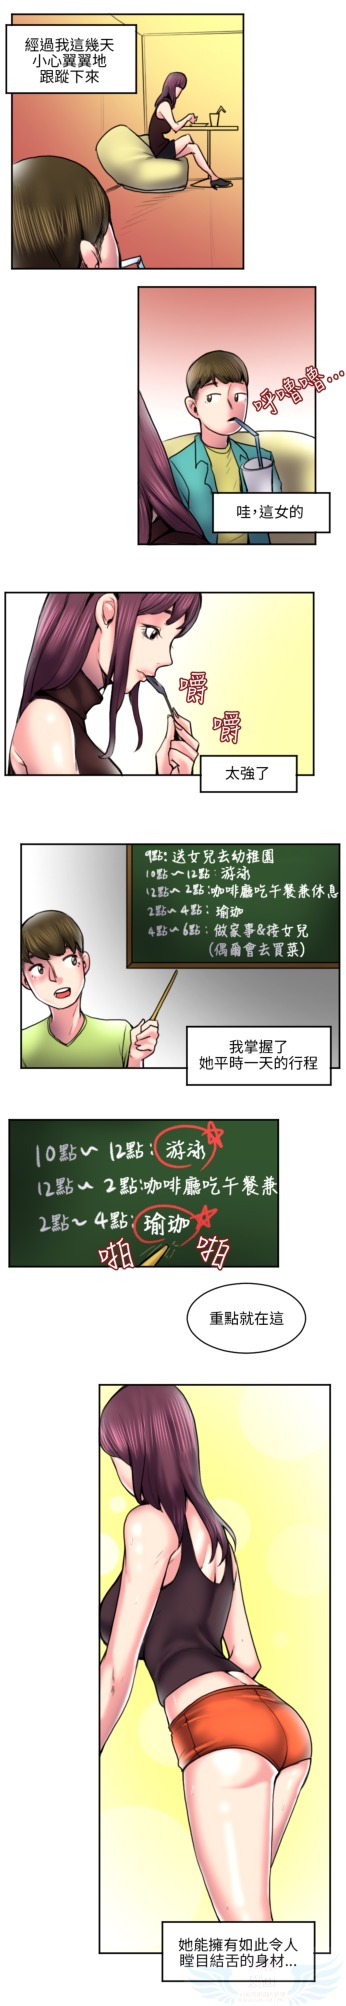 經過我這幾天
小心翼翼地
跟蹤下來
呼嚕嚕...
哇,這女的
嚼
嚼
太強了
9點: 送女兒去幼稚園
10點~12點: 游泳
12點~2點:咖啡廳吃午餐兼休息
2點~4點: 瑜珈
4點~6點: 做家事&接女兒
(偶爾會去買菜)
我掌握了
她平時一天的行程
10點~12點: 游泳
12點~2點:咖啡廳吃午餐兼
2點~4點: 瑜珈
啪
啪
重點就在這
她能擁有如此令人
瞠目結舌的身材...